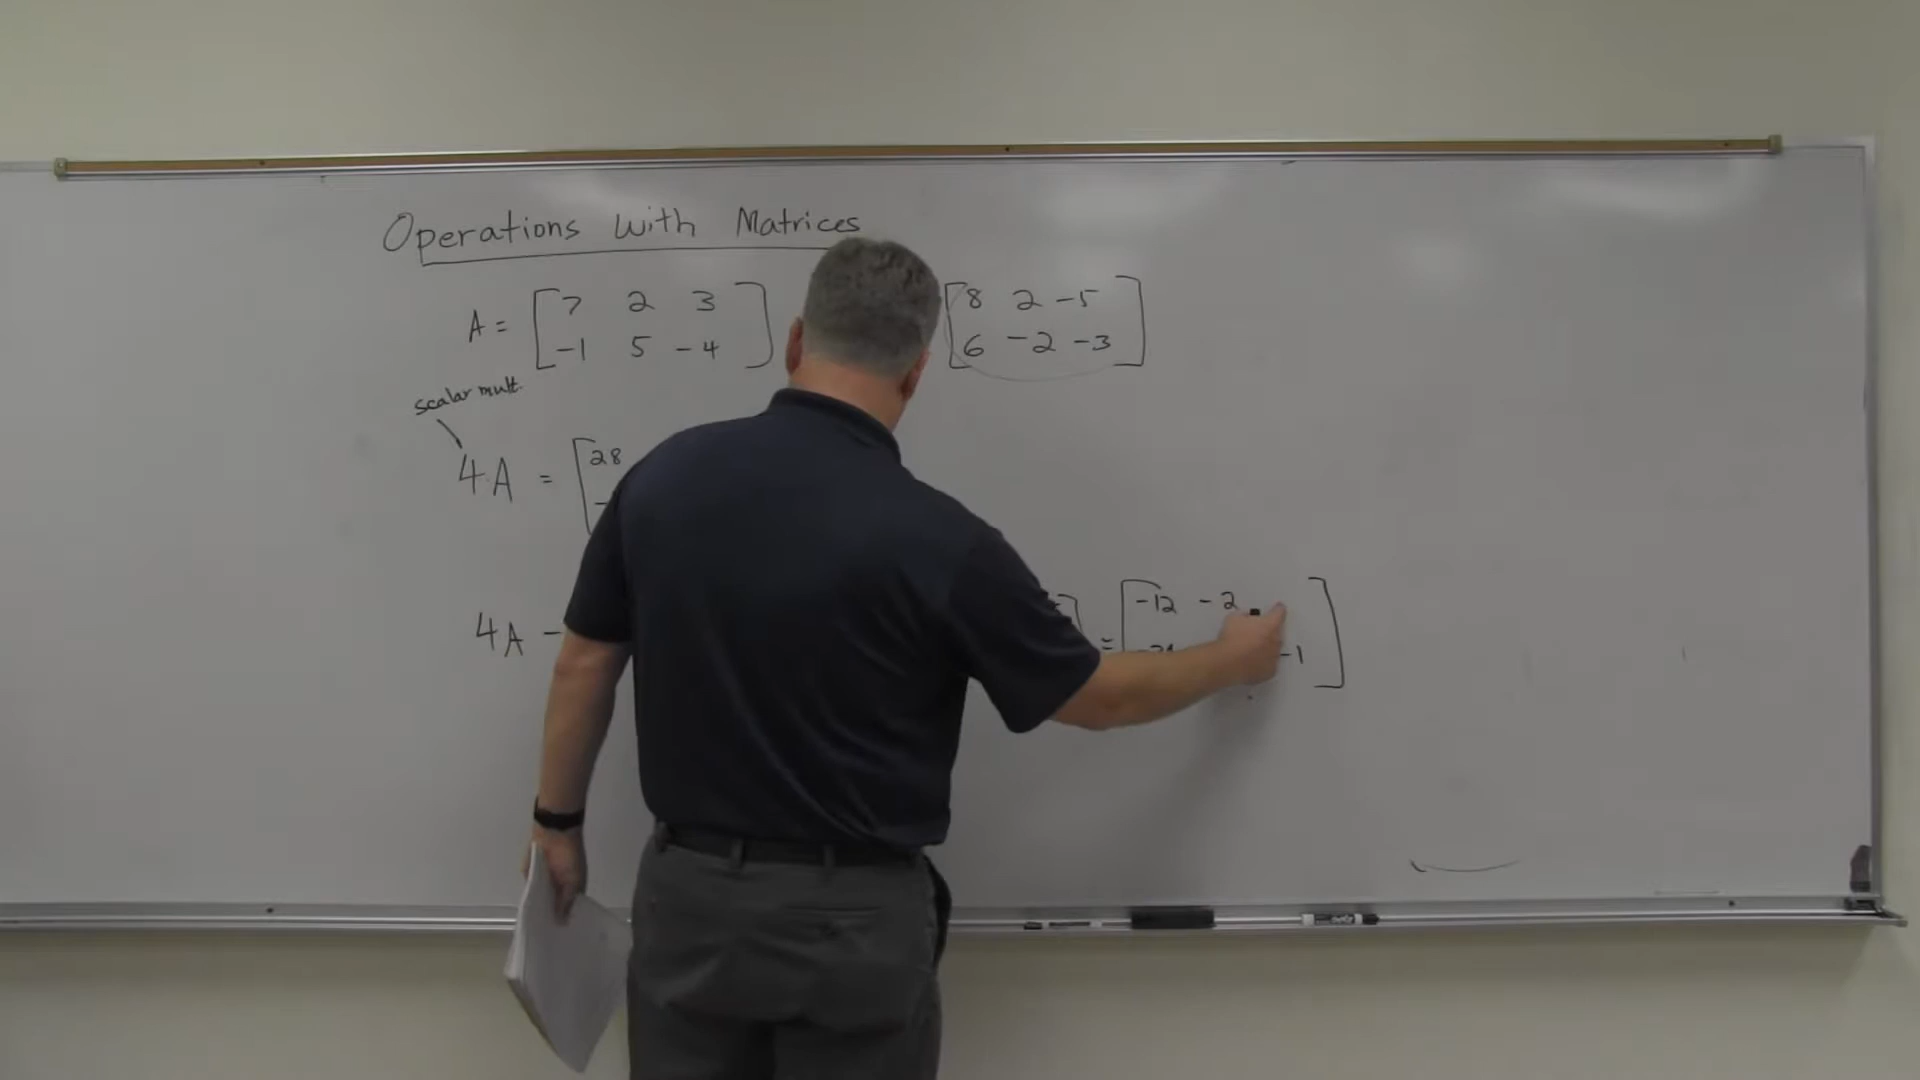 Operations with Matrices
A = [ 7 2 3 [ 8 2 -5 ]
-1 5 -4 ] 6 -2 -3 ]
scalar mult.
4·A = [ 28
4A - = [ -12 -2
-1 ]